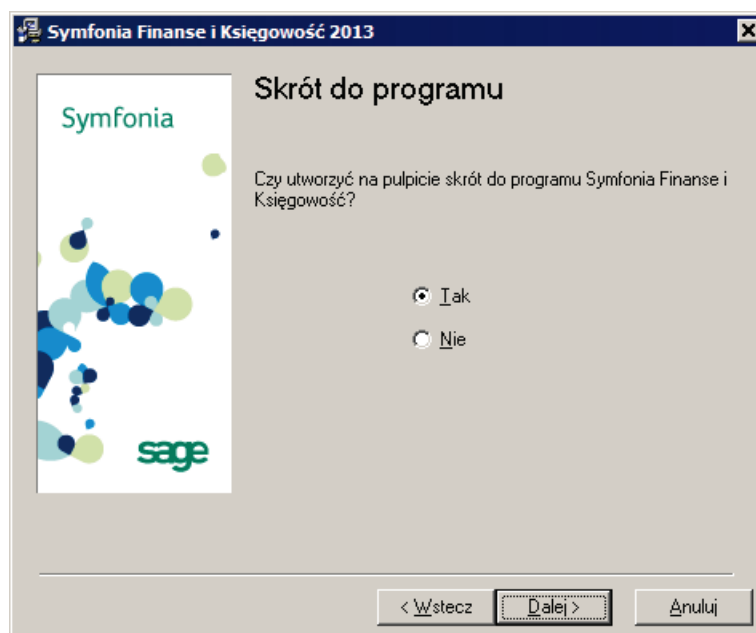 Symfonia Finanse i Księgowość 2013
Symfonia
sage
Skrót do programu
Czy utworzyć na pulpicie skrót do programu Symfonia Finanse i
Księgowość?
Tak
Nie
< Wstecz
Dalej >
Anuluj